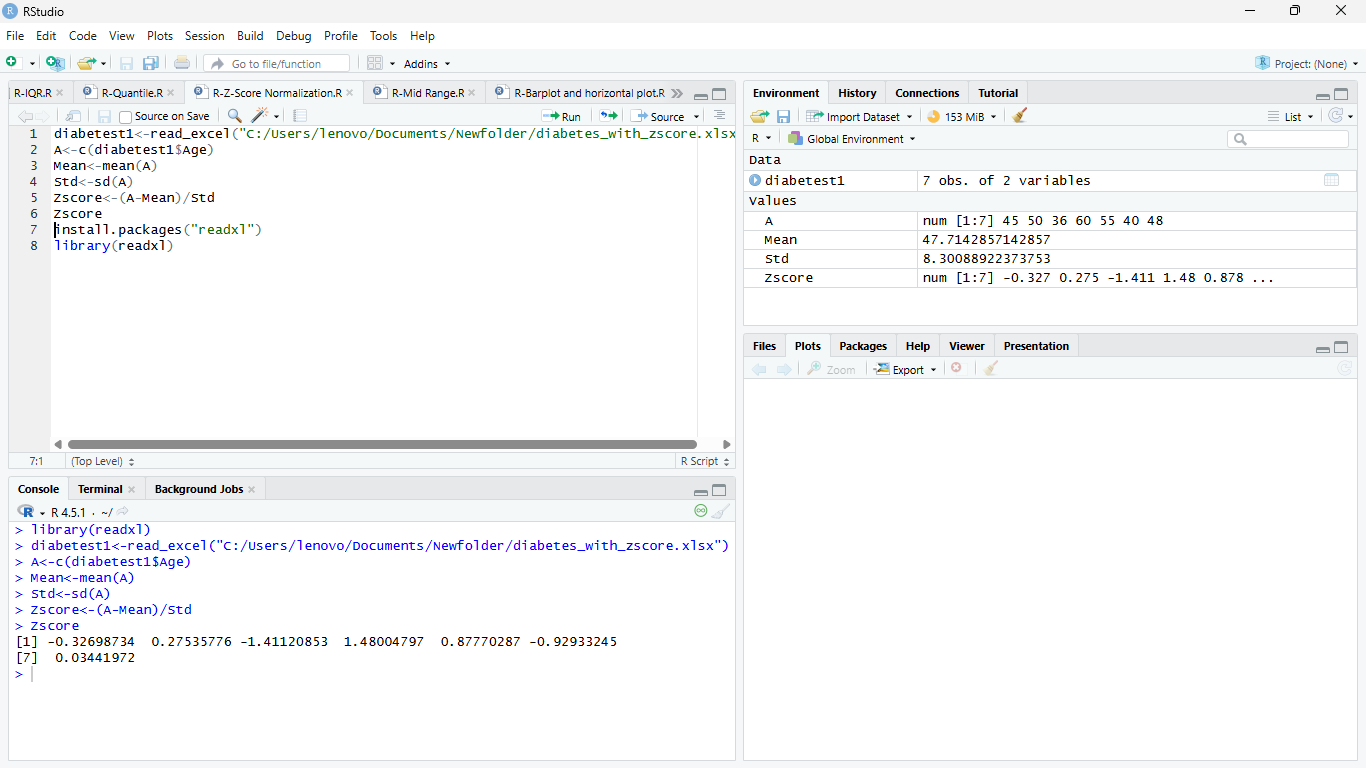 RStudio
File Edit Code View Plots Session Build Debug Profile Tools Help
Go to file/function Addins Project: (None)
R-IQR.R R-Quantile.R R-Z-Score Normalization.R R-Mid Range.R R-Barplot and horizontal plot.R
Source on Save Run Source
1 diabetest1<-read_excel("C:/Users/lenovo/Documents/Newfolder/diabetes_with_zscore.xlsx
2 A<-c(diabetest1$Age)
3 Mean<-mean(A)
4 Std<-sd(A)
5 Zscore<-(A-Mean)/Std
6 Zscore
7 install.packages("readxl")
8 library(readxl)
7:1 (Top Level) R Script
Console Terminal Background Jobs
R 4.5.1 · ~/
> library(readxl)
> diabetest1<-read_excel("C:/Users/lenovo/Documents/Newfolder/diabetes_with_zscore.xlsx")
> A<-c(diabetest1$Age)
> Mean<-mean(A)
> Std<-sd(A)
> Zscore<-(A-Mean)/Std
> Zscore
[1] -0.32698734 0.27535776 -1.41120853 1.48004797 0.87770287 -0.92933245
[7] 0.03441972
>
Environment History Connections Tutorial
Import Dataset 153 MiB List
R Global Environment
Data
diabetest1 7 obs. of 2 variables
Values
A num [1:7] 45 50 36 60 55 40 48
Mean 47.7142857142857
Std 8.30088922373753
Zscore num [1:7] -0.327 0.275 -1.411 1.48 0.878 ...
Files Plots Packages Help Viewer Presentation
Zoom Export